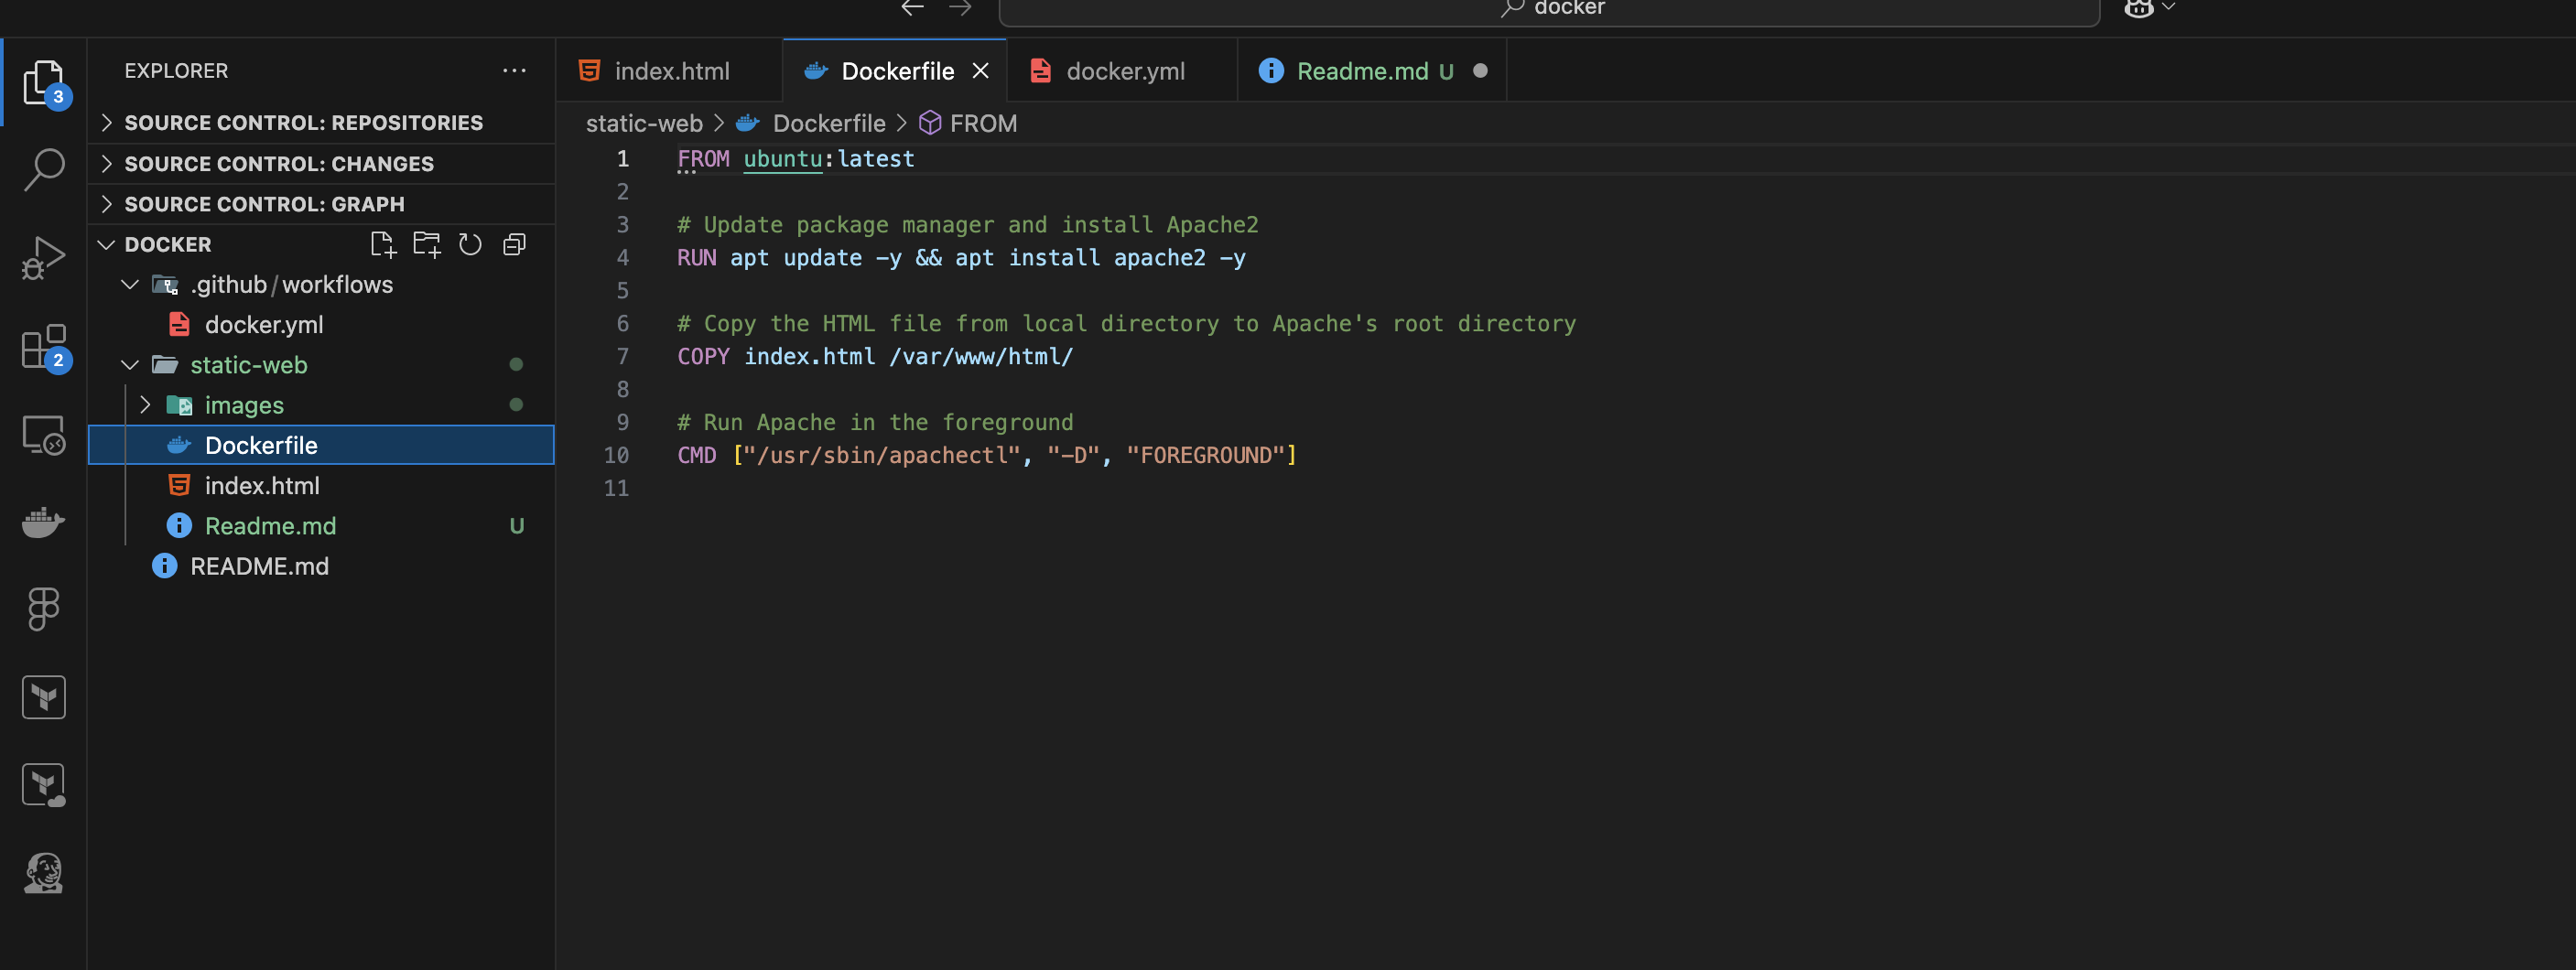 docker
EXPLORER
SOURCE CONTROL: REPOSITORIES
SOURCE CONTROL: CHANGES
SOURCE CONTROL: GRAPH
DOCKER
.github/workflows
docker.yml
static-web
images
Dockerfile
index.html
Readme.md U
README.md
3
2
index.html Dockerfile docker.yml Readme.md U
static-web > Dockerfile > FROM
1 FROM ubuntu:latest
2
3 # Update package manager and install Apache2
4 RUN apt update -y && apt install apache2 -y
5
6 # Copy the HTML file from local directory to Apache's root directory
7 COPY index.html /var/www/html/
8
9 # Run Apache in the foreground
10 CMD ["/usr/sbin/apachectl", "-D", "FOREGROUND"]
11